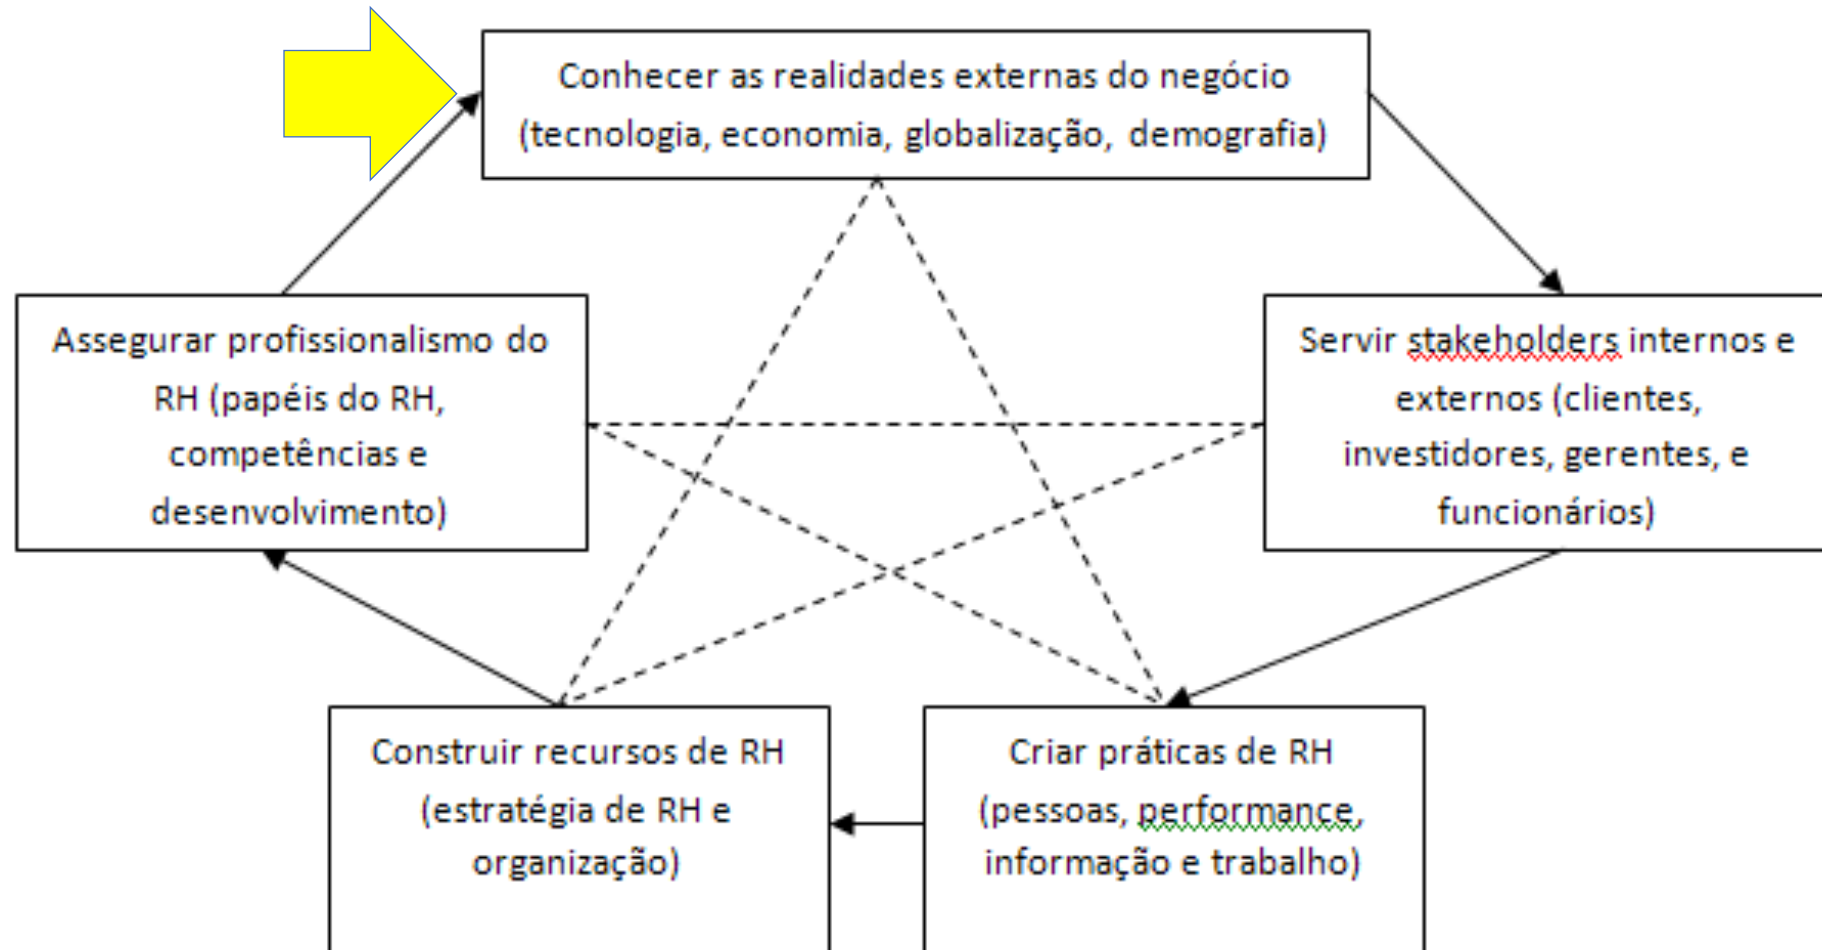 Conhecer as realidades externas do negócio
(tecnologia, economia, globalização, demografia)
Assegurar profissionalismo do
RH (papéis do RH,
competências e
desenvolvimento)
Servir stakeholders internos e
externos (clientes,
investidores, gerentes, e
funcionários)
Construir recursos de RH
(estratégia de RH e
organização)
Criar práticas de RH
(pessoas, performance,
informação e trabalho)